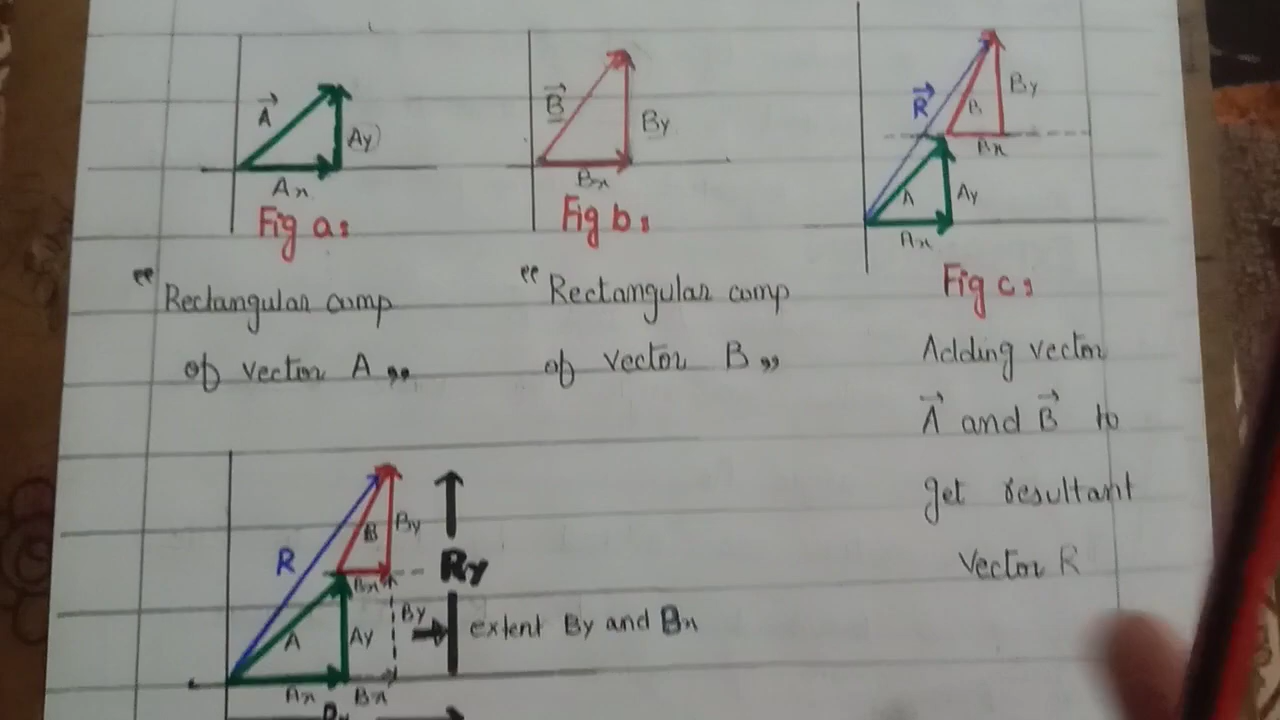 A
Ay
Ax
Fig a:
"Rectangular comp
of vector A"
B
By
Bx
Fig b:
"Rectangular comp
of vector B"
R
B
By
Bx
A
Ay
Ax
Fig c:
Adding vector
A and B to
get resultant
vector R
R
B
By
Bx
A
Ay
By
Ax
Bx
Ry
extent By and Bx